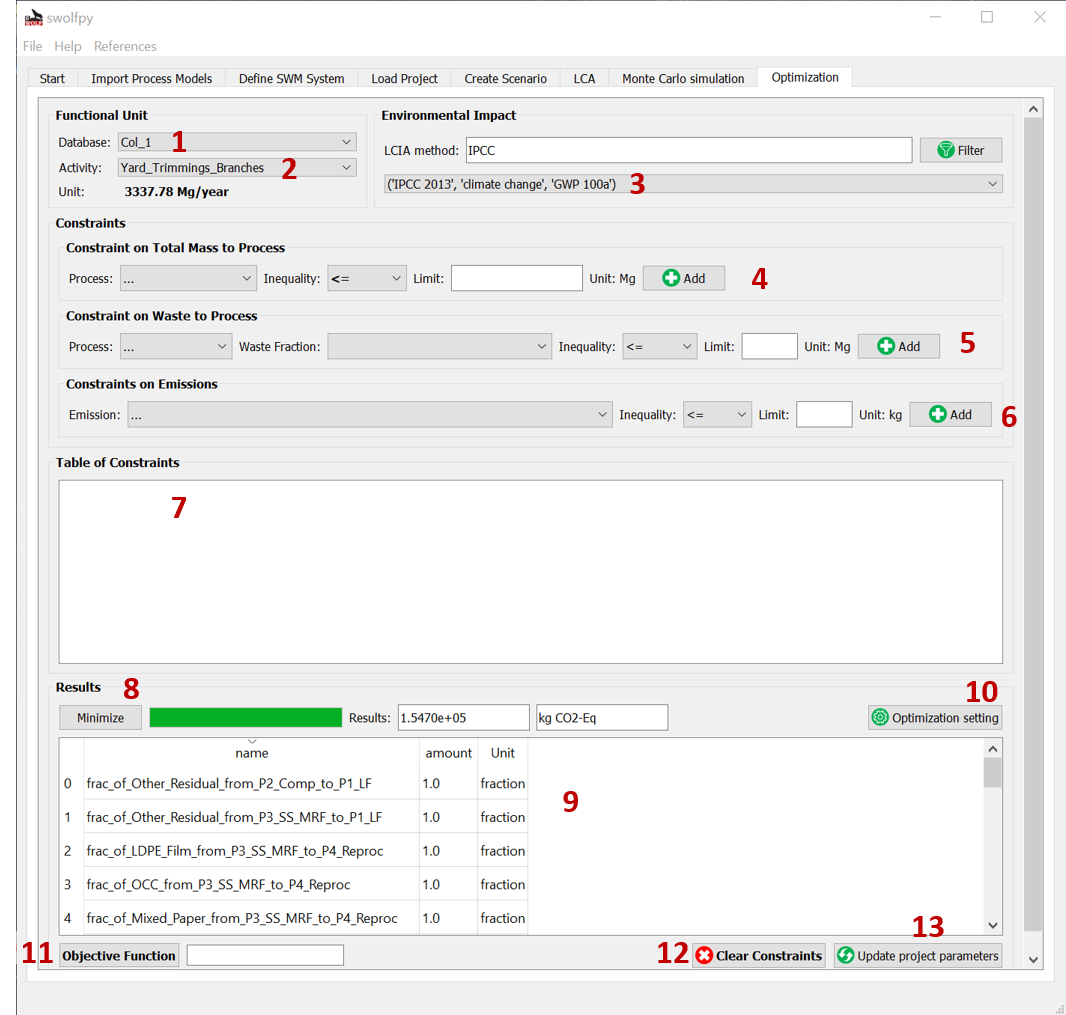 swolfpy
File Help References
Start Import Process Models Define SWM System Load Project Create Scenario LCA Monte Carlo simulation Optimization
Functional Unit
Database: Col_1 1
Activity: Yard_Trimmings_Branches 2
Unit: 3337.78 Mg/year
Environmental Impact
LCIA method: IPCC Filter
('IPCC 2013', 'climate change', 'GWP 100a') 3
Constraints
Constraint on Total Mass to Process
Process: ... Inequality: <= Limit: Unit: Mg Add 4
Constraint on Waste to Process
Process: ... Waste Fraction: Inequality: <= Limit: Unit: Mg Add 5
Constraints on Emissions
Emission: ... Inequality: <= Limit: Unit: kg Add 6
Table of Constraints
7
Results 8 10
Minimize Results: 1.5470e+05 kg CO2-Eq Optimization setting
name amount Unit
0 frac_of_Other_Residual_from_P2_Comp_to_P1_LF 1.0 fraction
1 frac_of_Other_Residual_from_P3_SS_MRF_to_P1_LF 1.0 fraction
9
2 frac_of_LDPE_Film_from_P3_SS_MRF_to_P4_Reproc 1.0 fraction
3 frac_of_OCC_from_P3_SS_MRF_to_P4_Reproc 1.0 fraction
4 frac_of_Mixed_Paper_from_P3_SS_MRF_to_P4_Reproc 1.0 fraction
13
11 Objective Function 12 Clear Constraints Update project parameters